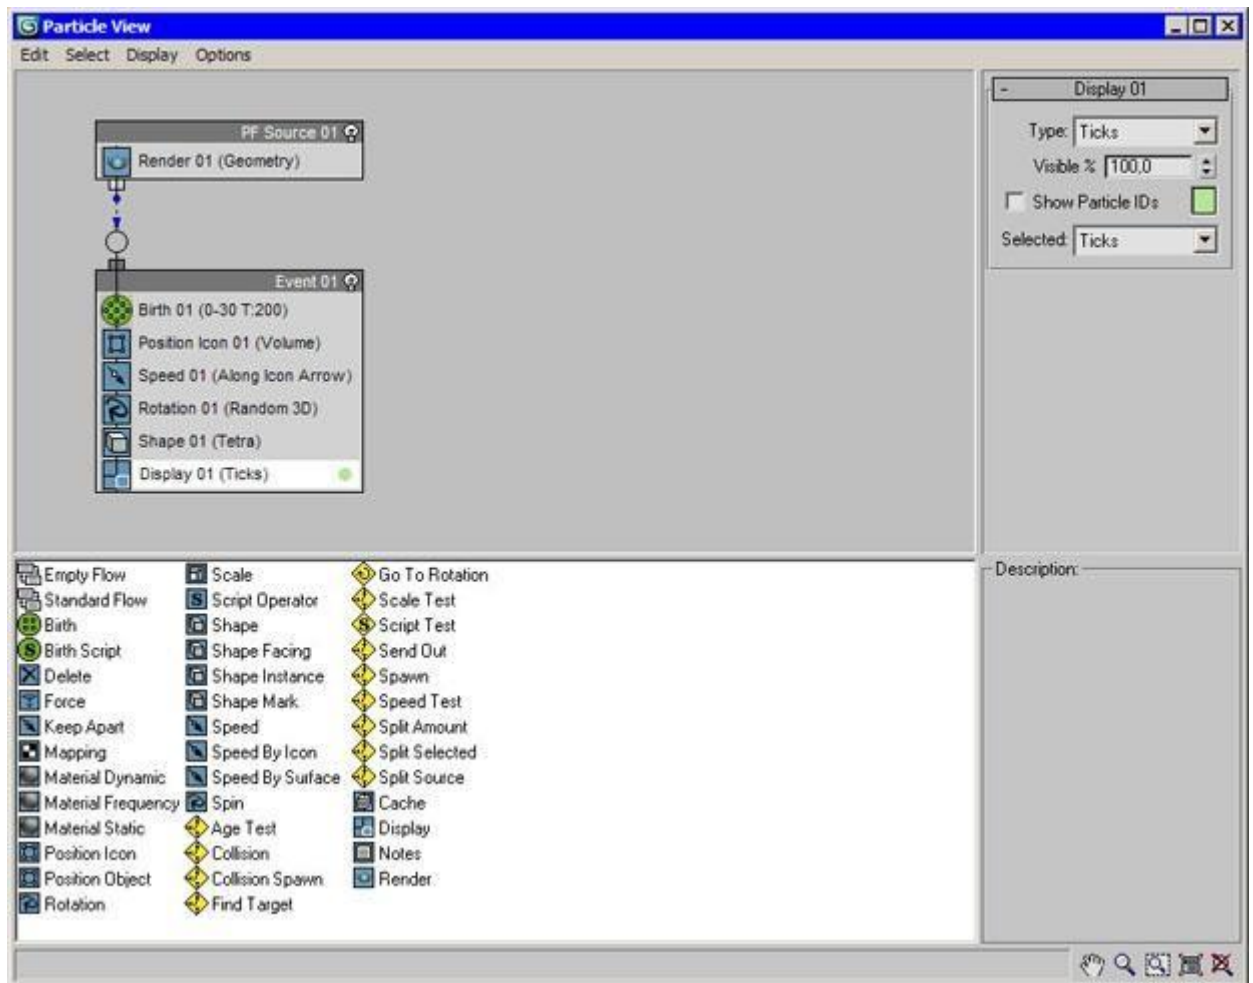 Particle View
Edit Select Display Options
PF Source 01
Render 01 (Geometry)
Event 01
Birth 01 (0-30 T:200)
Position Icon 01 (Volume)
Speed 01 (Along Icon Arrow)
Rotation 01 (Random 3D)
Shape 01 (Tetra)
Display 01 (Ticks)
- Display 01
Type: Ticks
Visible % 100,0
Show Particle IDs
Selected: Ticks
Empty Flow
Standard Flow
Birth
Birth Script
Delete
Force
Keep Apart
Mapping
Material Dynamic
Material Frequency
Material Static
Position Icon
Position Object
Rotation
Scale
Script Operator
Shape
Shape Facing
Shape Instance
Shape Mark
Speed
Speed By Icon
Speed By Surface
Spin
Age Test
Collision
Collision Spawn
Find Target
Go To Rotation
Scale Test
Script Test
Send Out
Spawn
Speed Test
Split Amount
Split Selected
Split Source
Cache
Display
Notes
Render
Description: